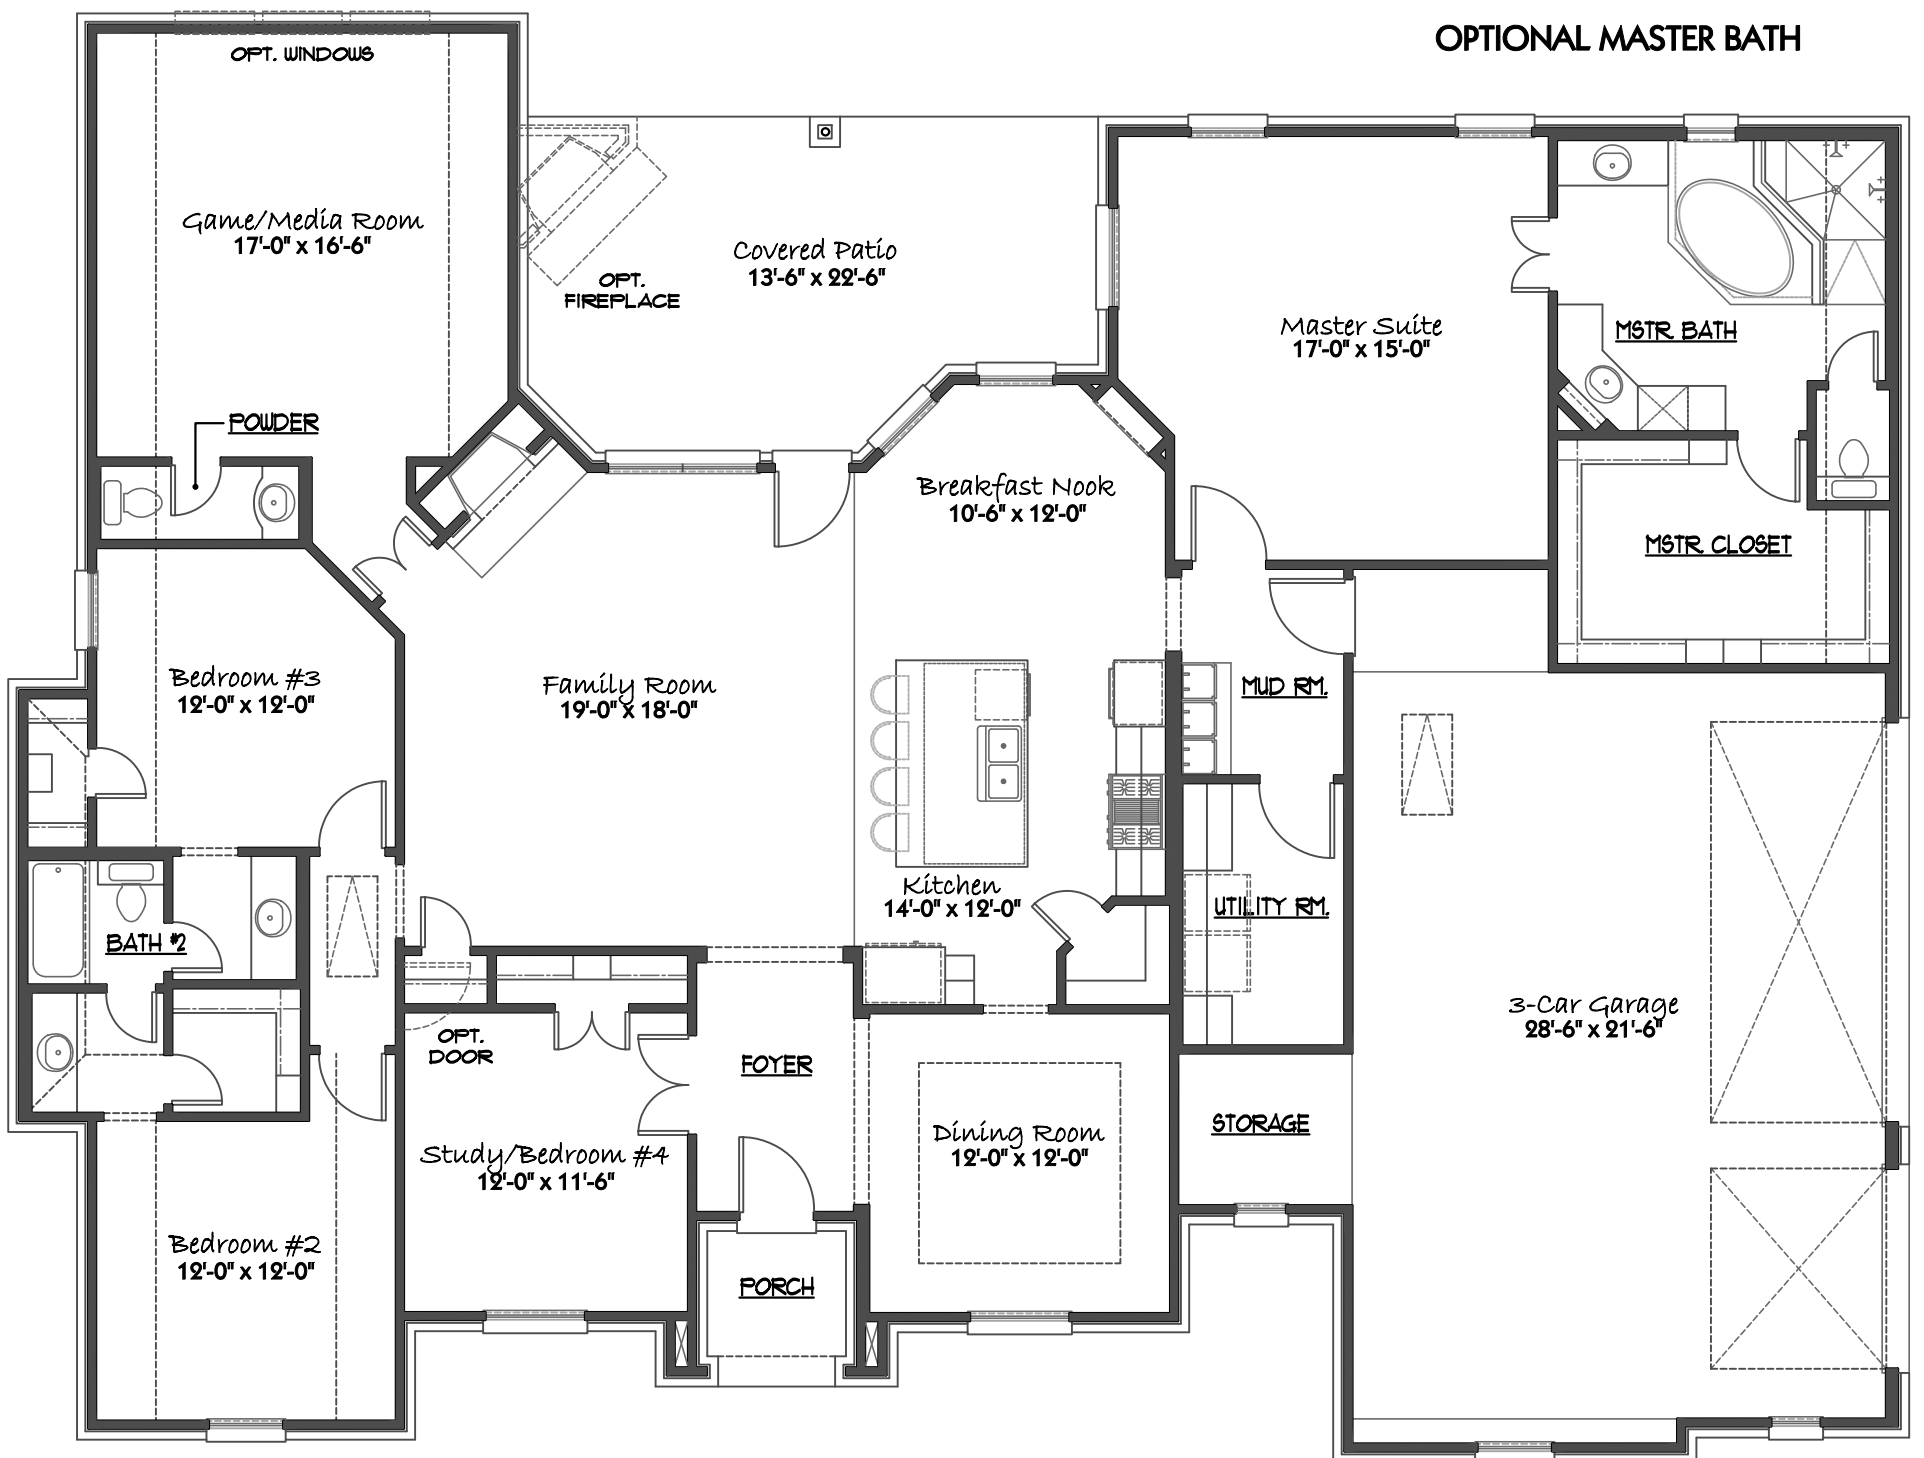 OPTIONAL MASTER BATH
OPT. WINDOWS
Game/Media Room
17'-0" x 16'-6"
Covered Patio
13'-6" x 22'-6"
OPT.
FIREPLACE
Master Suite
17'-0" x 15'-0"
MSTR. BATH
POWDER
Breakfast Nook
10'-6" x 12'-0"
MSTR. CLOSET
Bedroom #3
12'-0" x 12'-0"
Family Room
19'-0" x 18'-0"
MUD RM.
Kitchen
14'-0" x 12'-0"
UTILITY RM.
BATH #2
3-Car Garage
28'-6" x 21'-6"
OPT.
DOOR
FOYER
STORAGE
Study/Bedroom #4
12'-0" x 11'-6"
Dining Room
12'-0" x 12'-0"
Bedroom #2
12'-0" x 12'-0"
PORCH